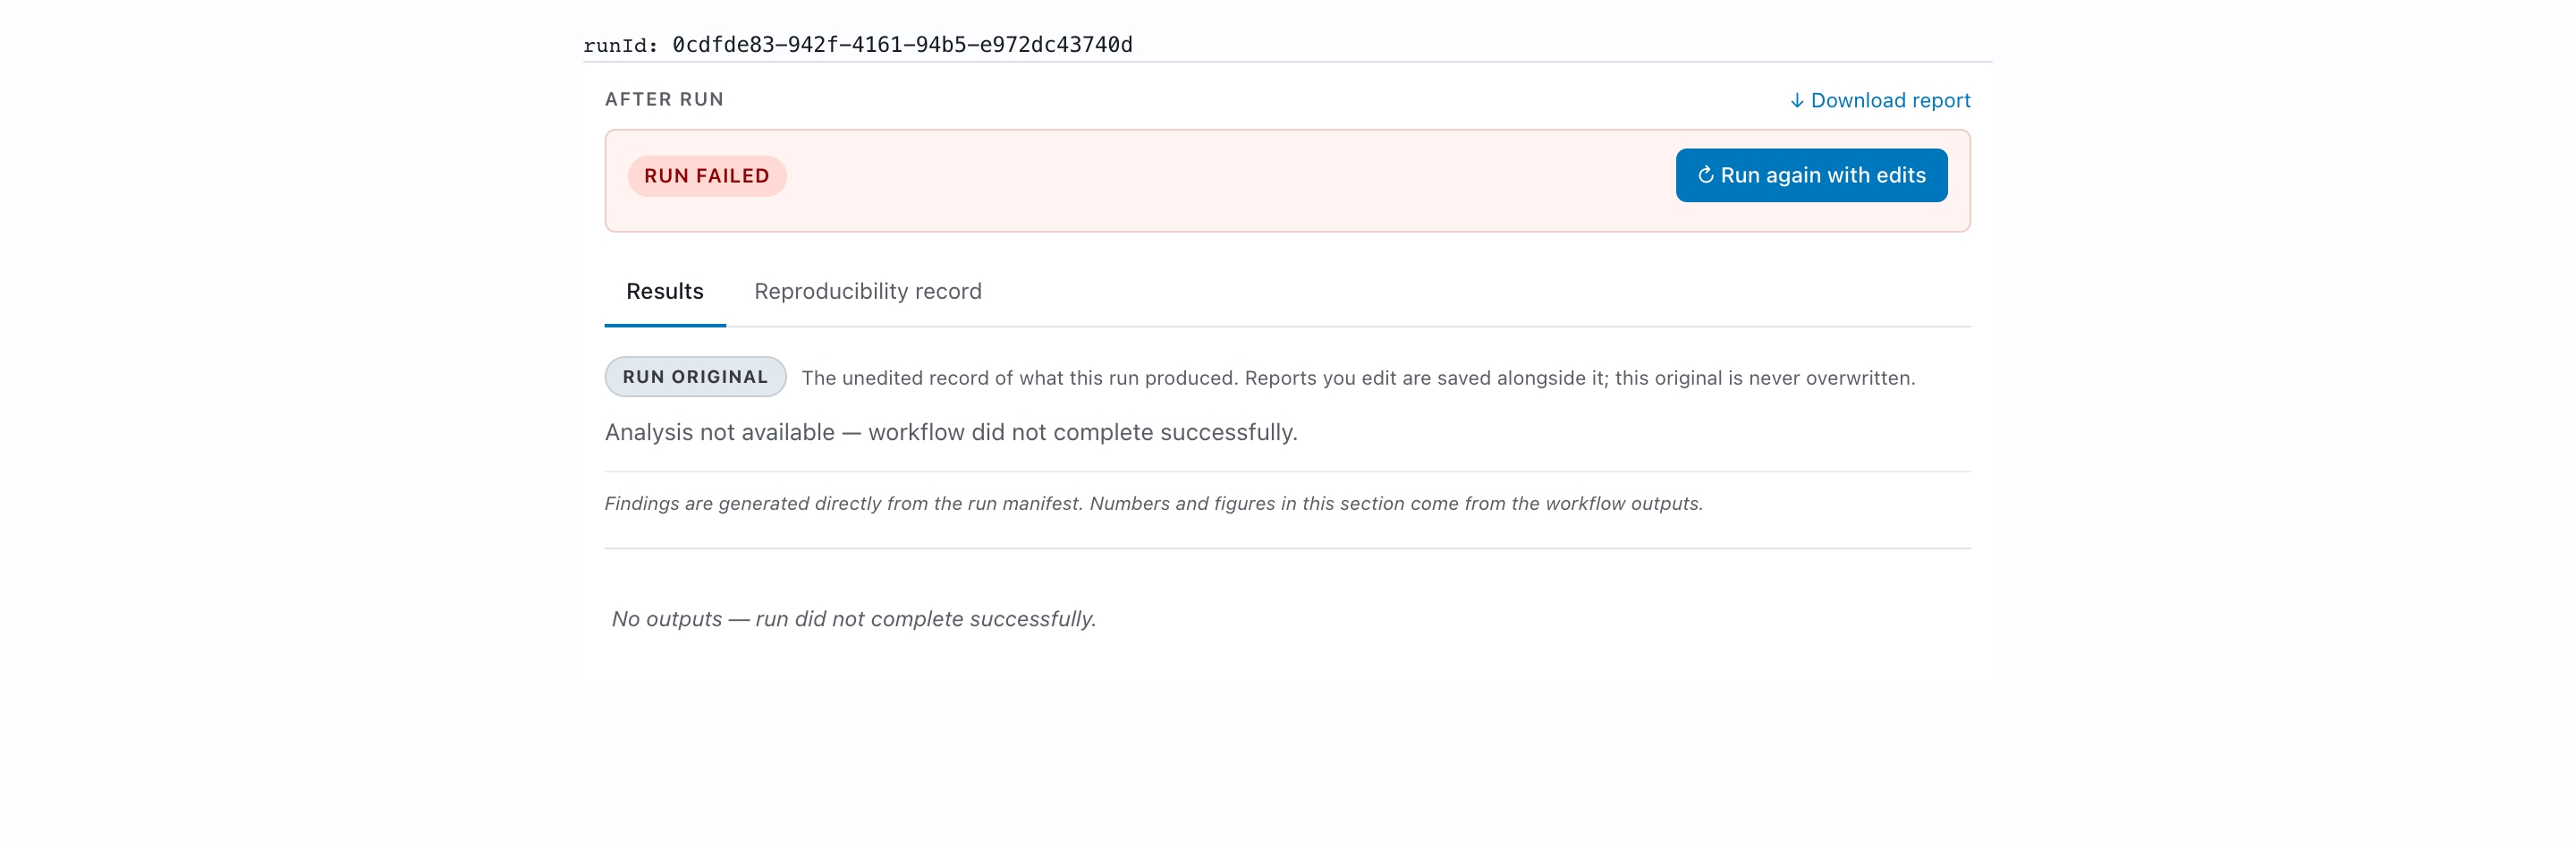 runId: 0cdfde83-942f-4161-94b5-e972dc43740d
AFTER RUN
↓ Download report
RUN FAILED
↻ Run again with edits
Results
Reproducibility record
RUN ORIGINAL
The unedited record of what this run produced. Reports you edit are saved alongside it; this original is never overwritten.
Analysis not available — workflow did not complete successfully.
Findings are generated directly from the run manifest. Numbers and figures in this section come from the workflow outputs.
No outputs — run did not complete successfully.